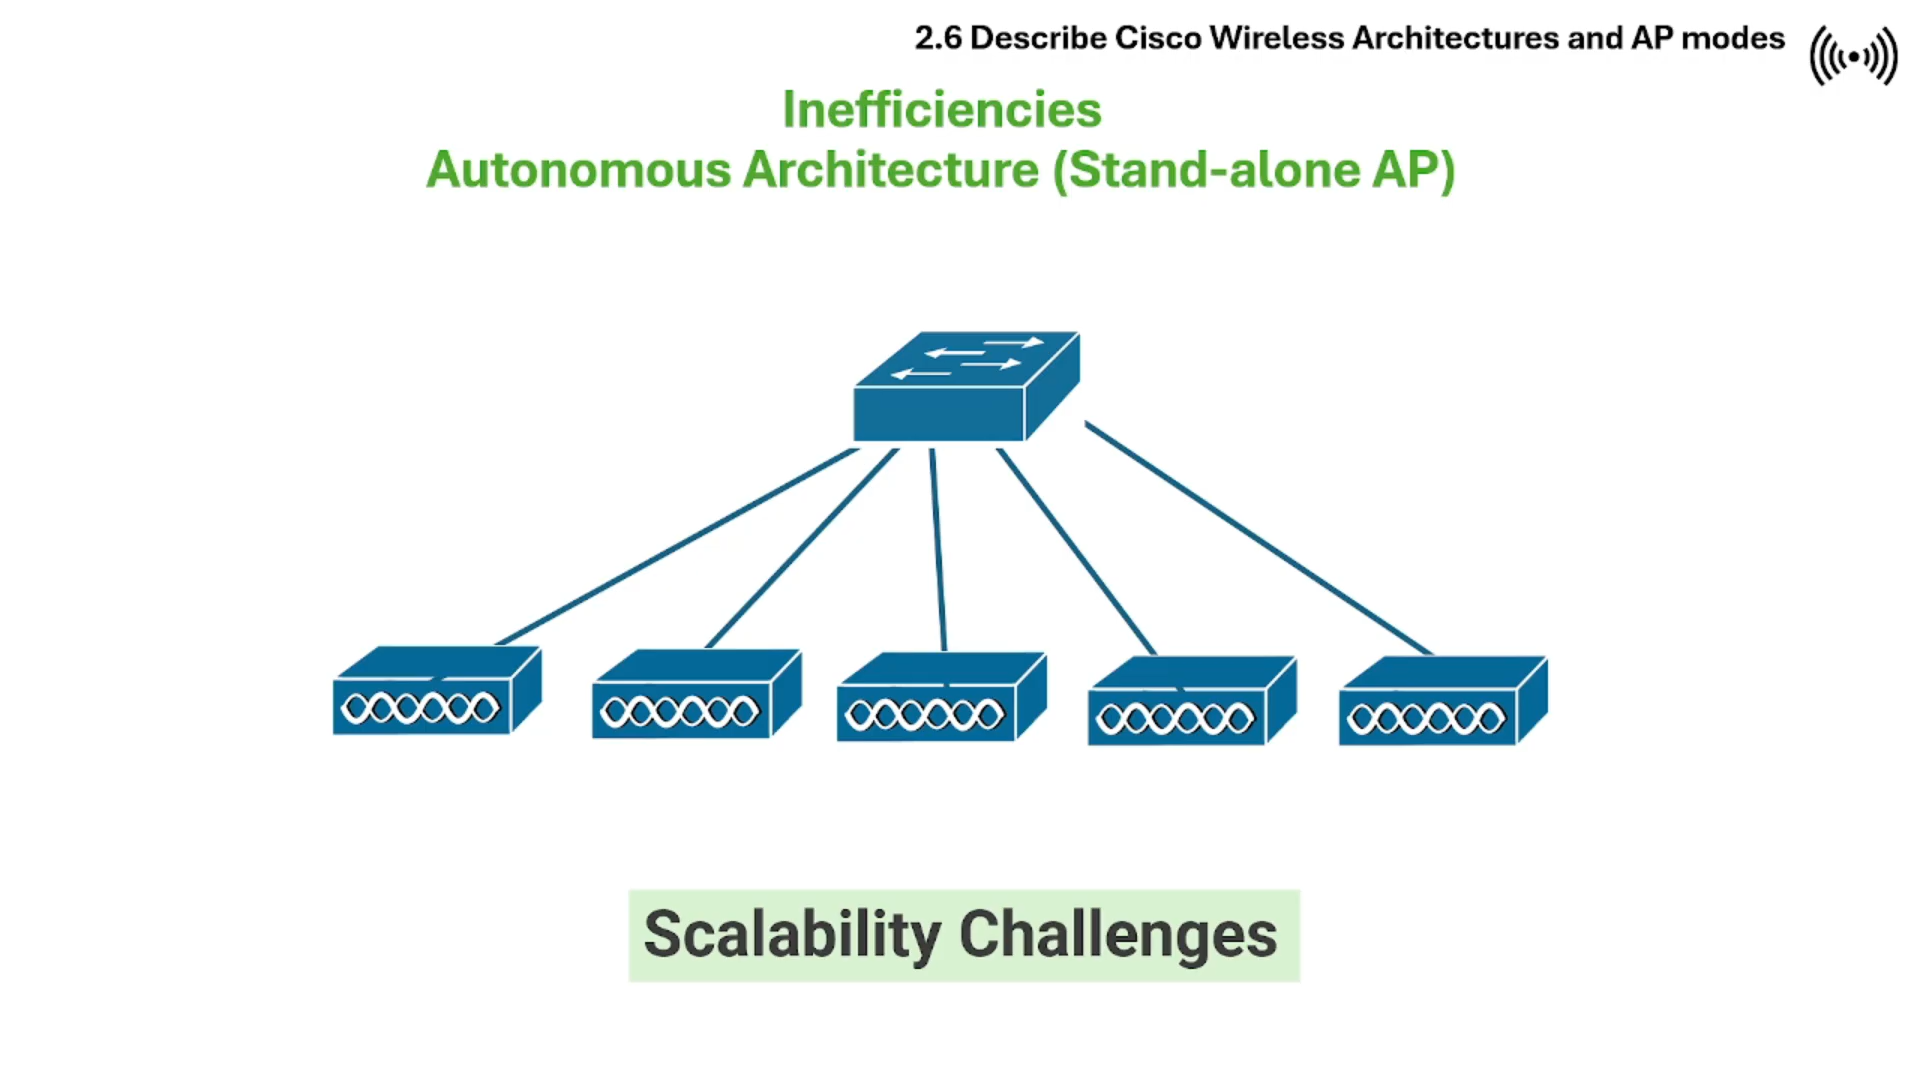 2.6 Describe Cisco Wireless Architectures and AP modes
Inefficiencies
Autonomous Architecture (Stand-alone AP)
Scalability Challenges